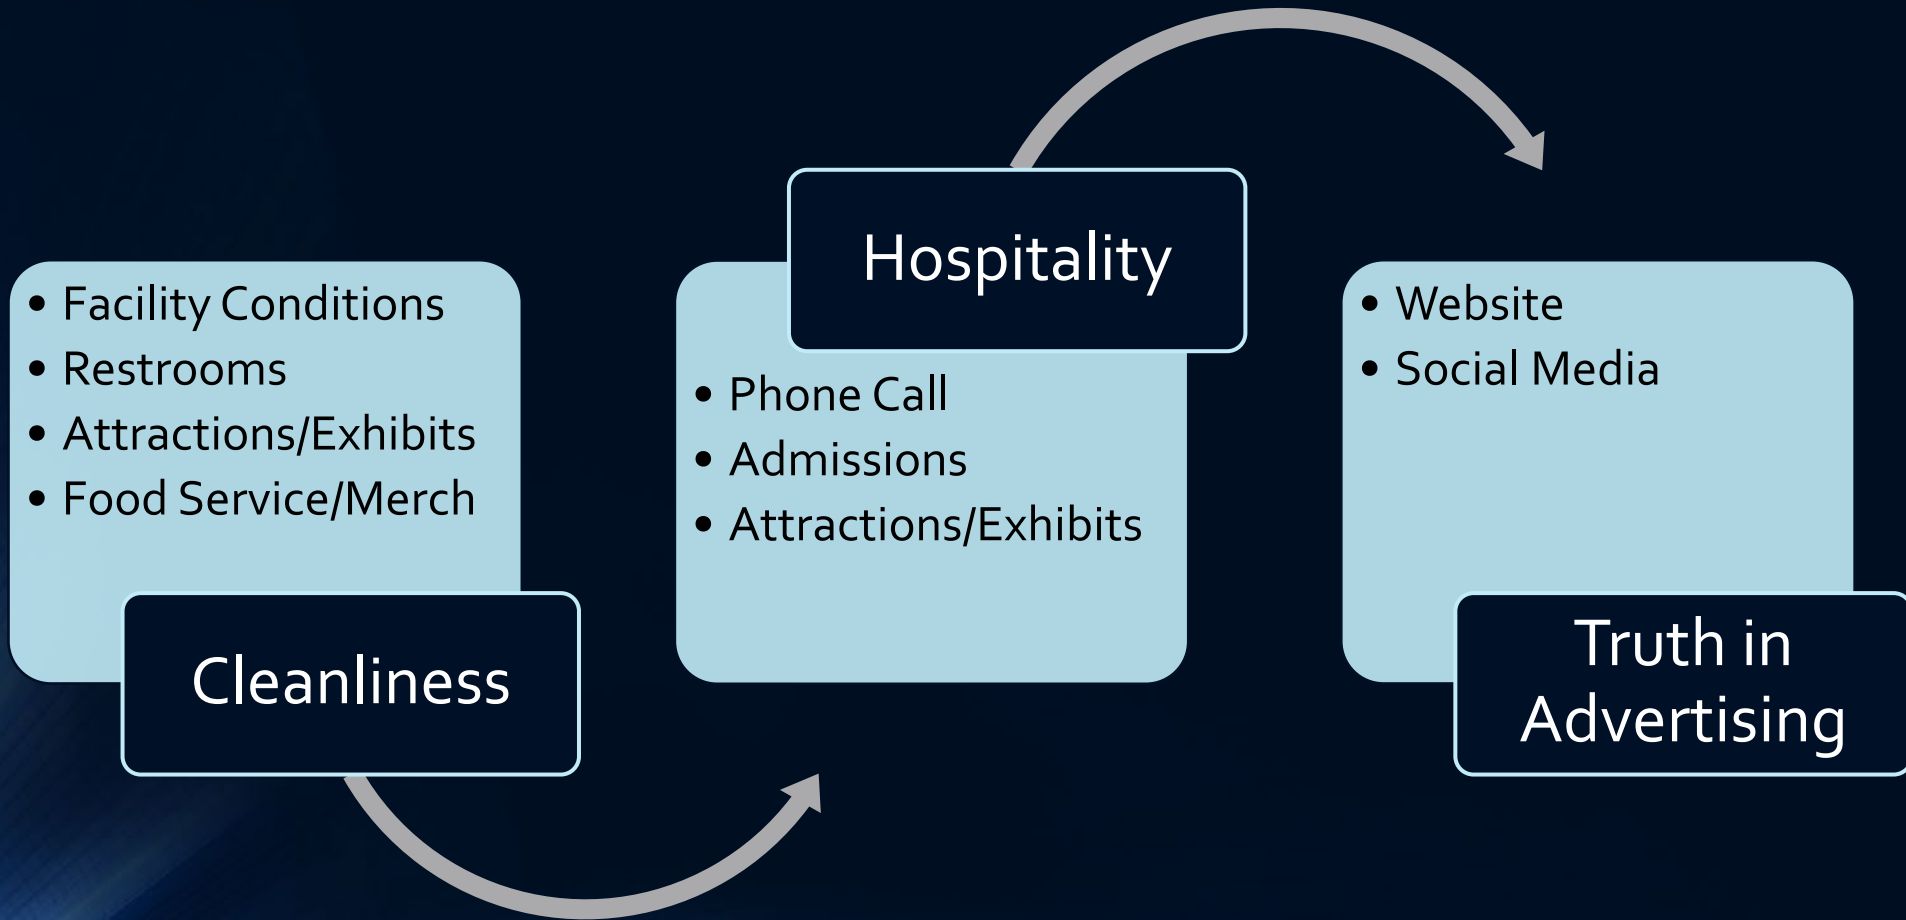 • Facility Conditions
• Restrooms
• Attractions/Exhibits
• Food Service/Merch
Cleanliness
Hospitality
• Phone Call
• Admissions
• Attractions/Exhibits
• Website
• Social Media
Truth in
Advertising